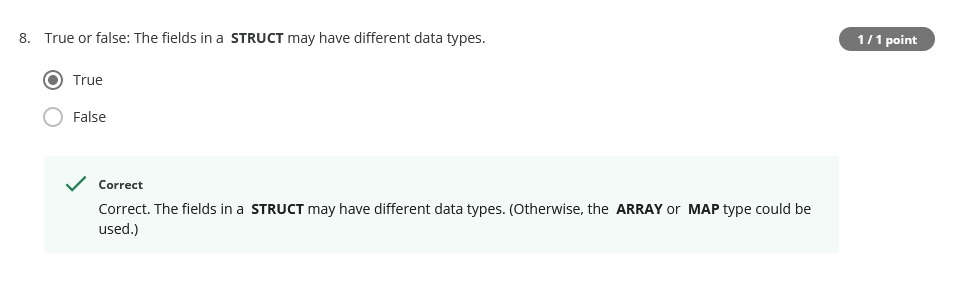 8. True or false: The fields in a STRUCT may have different data types.
1 / 1 point
True
False
Correct
Correct. The fields in a STRUCT may have different data types. (Otherwise, the ARRAY or MAP type could be
used.)